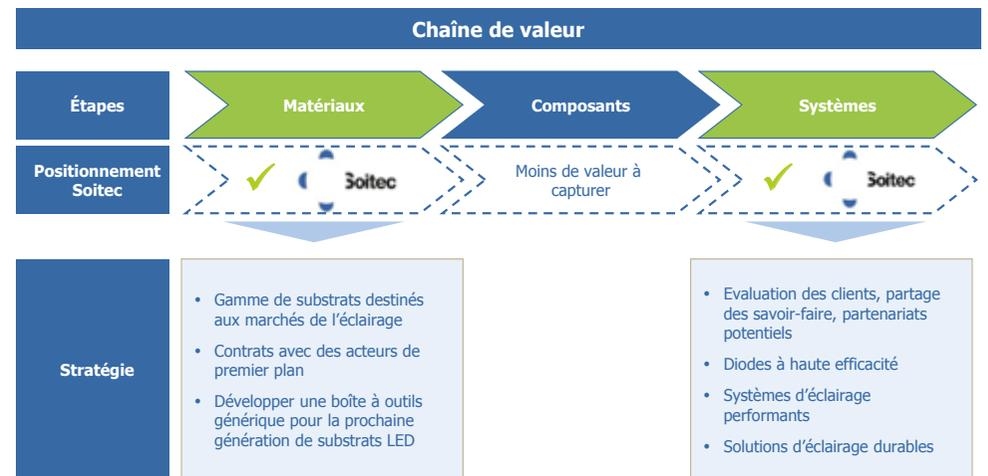 Chaîne de valeur
Étapes
Matériaux
Composants
Systèmes
Positionnement
Soitec
✓
Soitec
Moins de valeur à
capturer
✓
Soitec
Stratégie
• Gamme de substrats destinés
aux marchés de l’éclairage
• Contrats avec des acteurs de
premier plan
• Développer une boîte à outils
générique pour la prochaine
génération de substrats LED
• Evaluation des clients, partage
des savoir-faire, partenariats
potentiels
• Diodes à haute efficacité
• Systèmes d’éclairage
performants
• Solutions d’éclairage durables